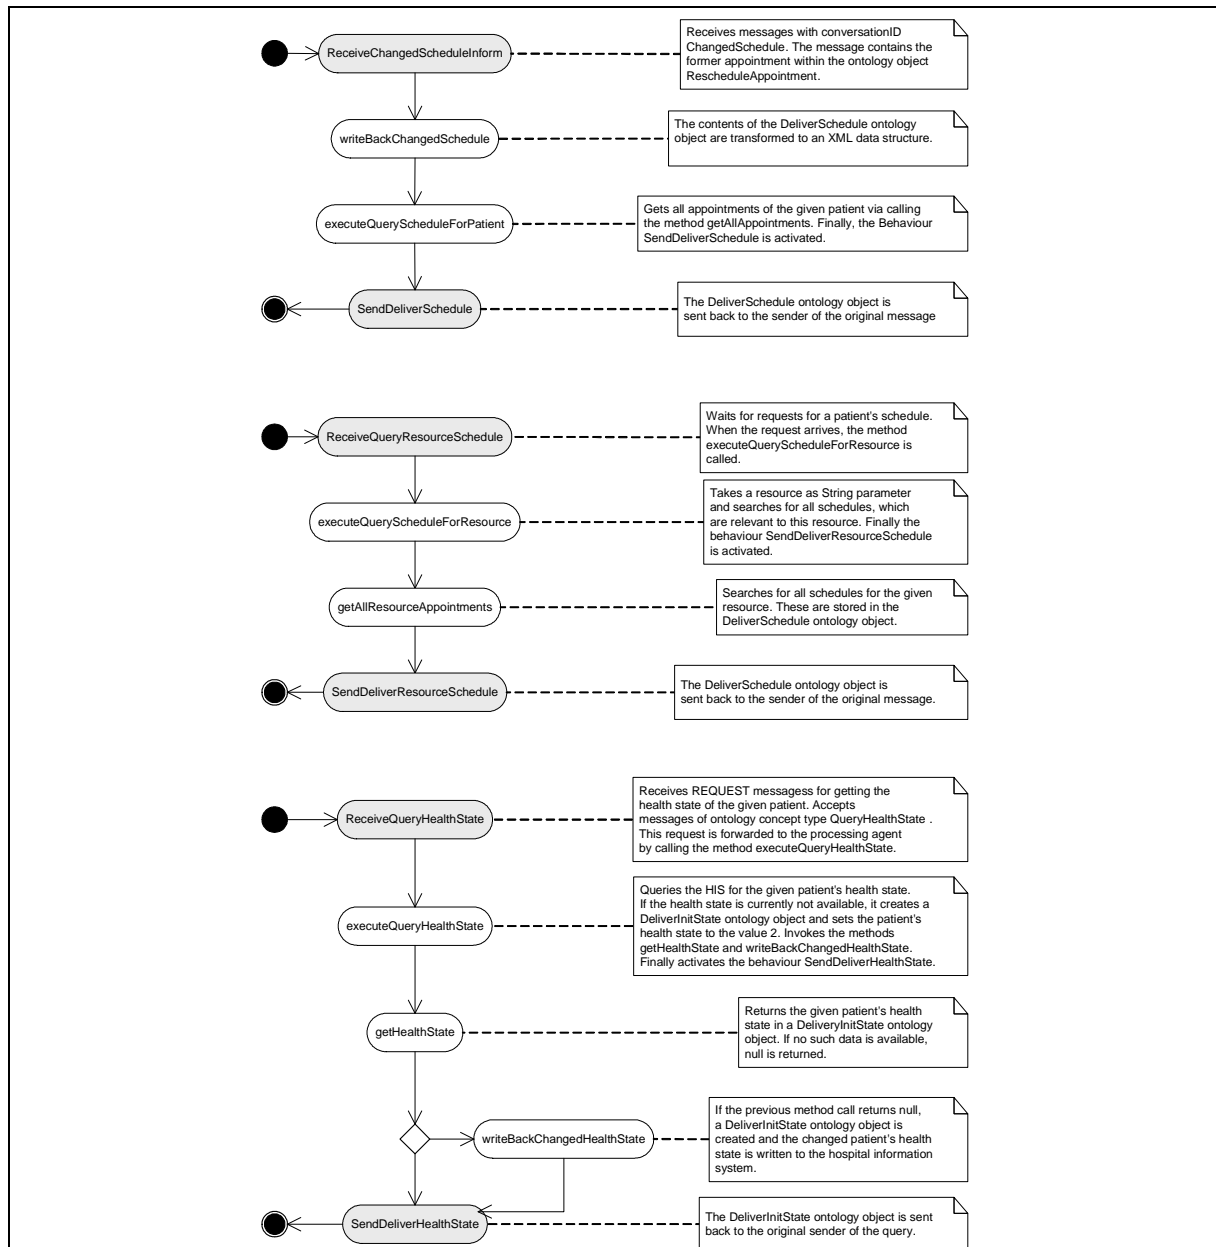 ReceiveChangedScheduleInform
Receives messages with conversationID
ChangedSchedule. The message contains the
former appointment within the ontology object
RescheduleAppointment.
writeBackChangedSchedule
The contents of the DeliverSchedule ontology
object are transformed to an XML data structure.
executeQueryScheduleForPatient
Gets all appointments of the given patient via calling
the method getAllAppointments. Finally, the Behaviour
SendDeliverSchedule is activated.
SendDeliverSchedule
The DeliverSchedule ontology object is
sent back to the sender of the original message
ReceiveQueryResourceSchedule
Waits for requests for a patient's schedule.
When the request arrives, the method
executeQueryScheduleForResource is
called.
executeQueryScheduleForResource
Takes a resource as String parameter
and searches for all schedules, which
are relevant to this resource. Finally the
behaviour SendDeliverResourceSchedule
is activated.
getAllResourceAppointments
Searches for all schedules for the given
resource. These are stored in the
DeliverSchedule ontology object.
SendDeliverResourceSchedule
The DeliverSchedule ontology object is
sent back to the sender of the original message.
ReceiveQueryHealthState
Receives REQUEST messagess for getting the
health state of the given patient. Accepts
messages of ontology concept type QueryHealthState .
This request is forwarded to the processing agent
by calling the method executeQueryHealthState.
executeQueryHealthState
Queries the HIS for the given patient's health state.
If the health state is currently not available, it creates a
DeliverInitState ontology object and sets the patient's
health state to the value 2. Invokes the methods
getHealthState and writeBackChangedHealthState.
Finally activates the behaviour SendDeliverHealthState.
getHealthState
Returns the given patient's health
state in a DeliveryInitState ontology
object. If no such data is available,
null is returned.
writeBackChangedHealthState
If the previous method call returns null,
a DeliverInitState ontology object is
created and the changed patient's health
state is written to the hospital information
system.
SendDeliverHealthState
The DeliverInitState ontology object is sent
back to the original sender of the query.